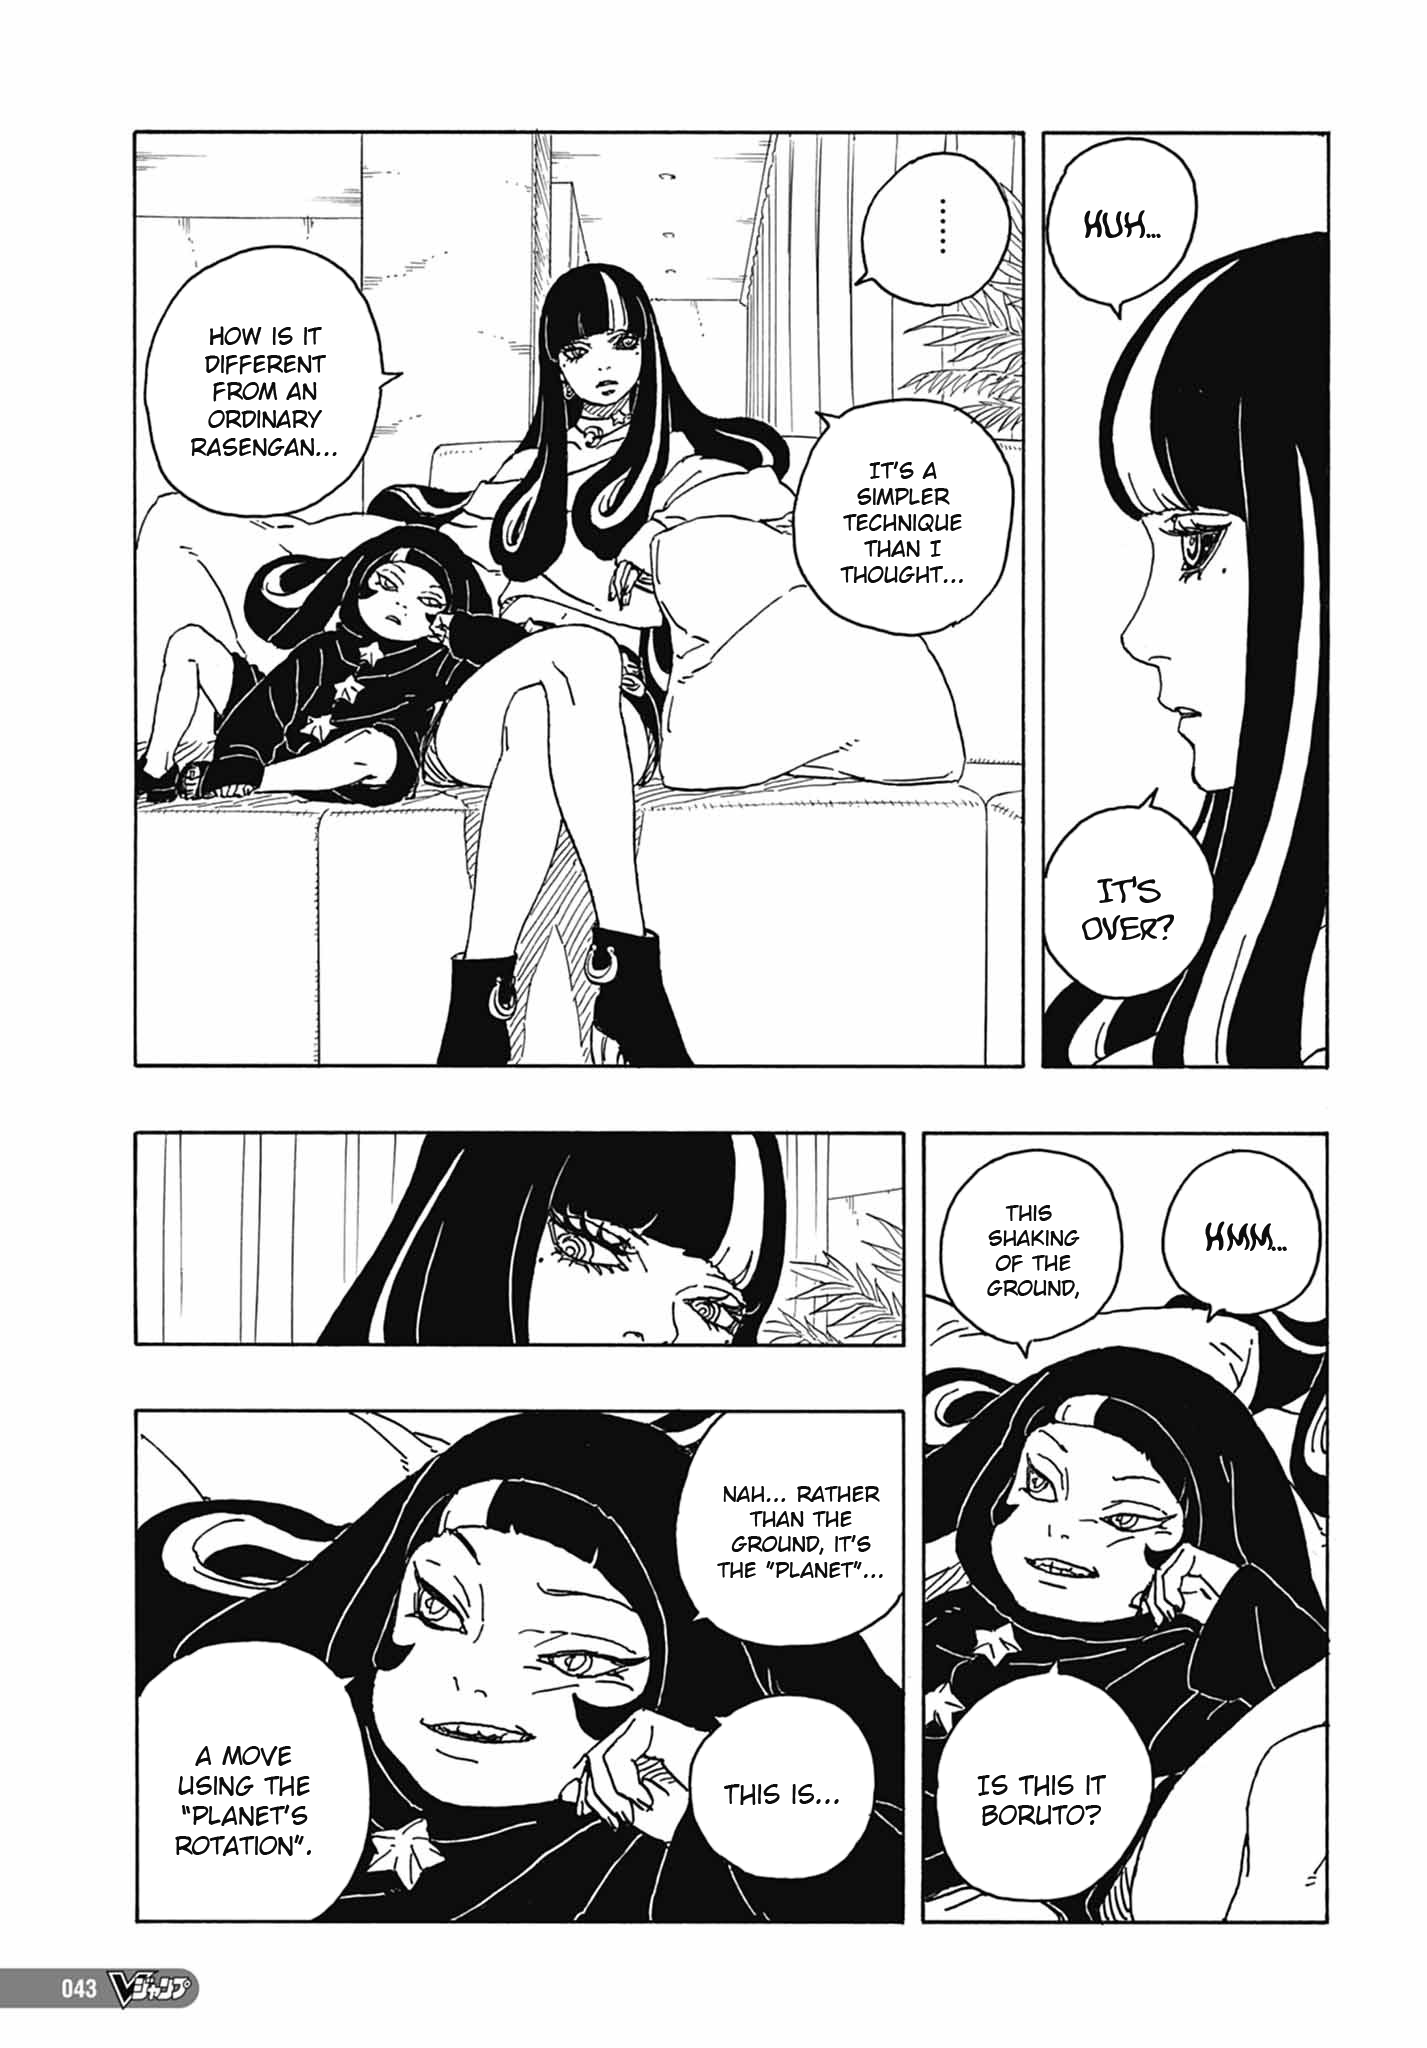 HUH...
IT'S
OVER?
........
IT'S A
SIMPLER
TECHNIQUE
THAN I
THOUGHT...
HOW IS IT
DIFFERENT
FROM AN
ORDINARY
RASENGAN...
HMM...
THIS
SHAKING
OF THE
GROUND,
IS THIS IT
BORUTO?
NAH... RATHER
THAN THE
GROUND, IT'S
THE "PLANET"...
THIS IS...
A MOVE
USING THE
"PLANET'S
ROTATION".
043 Vジャンプ